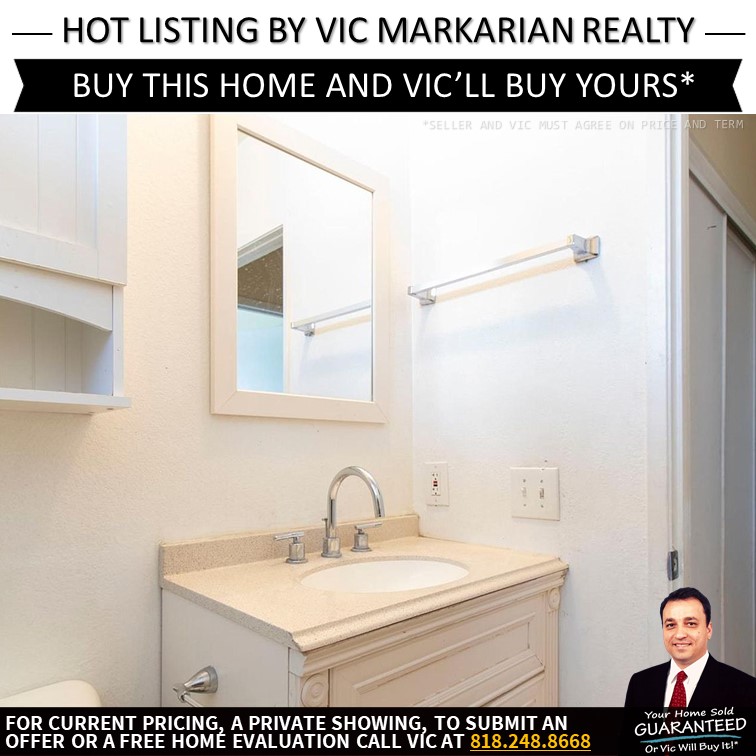 HOT LISTING BY VIC MARKARIAN REALTY
BUY THIS HOME AND VIC’LL BUY YOURS*
*SELLER AND VIC MUST AGREE ON PRICE AND TERM
Your Home Sold
GUARANTEED
Or Vic Will Buy It!
FOR CURRENT PRICING, A PRIVATE SHOWING, TO SUBMIT AN
OFFER OR A FREE HOME EVALUATION CALL VIC AT 818.248.8668